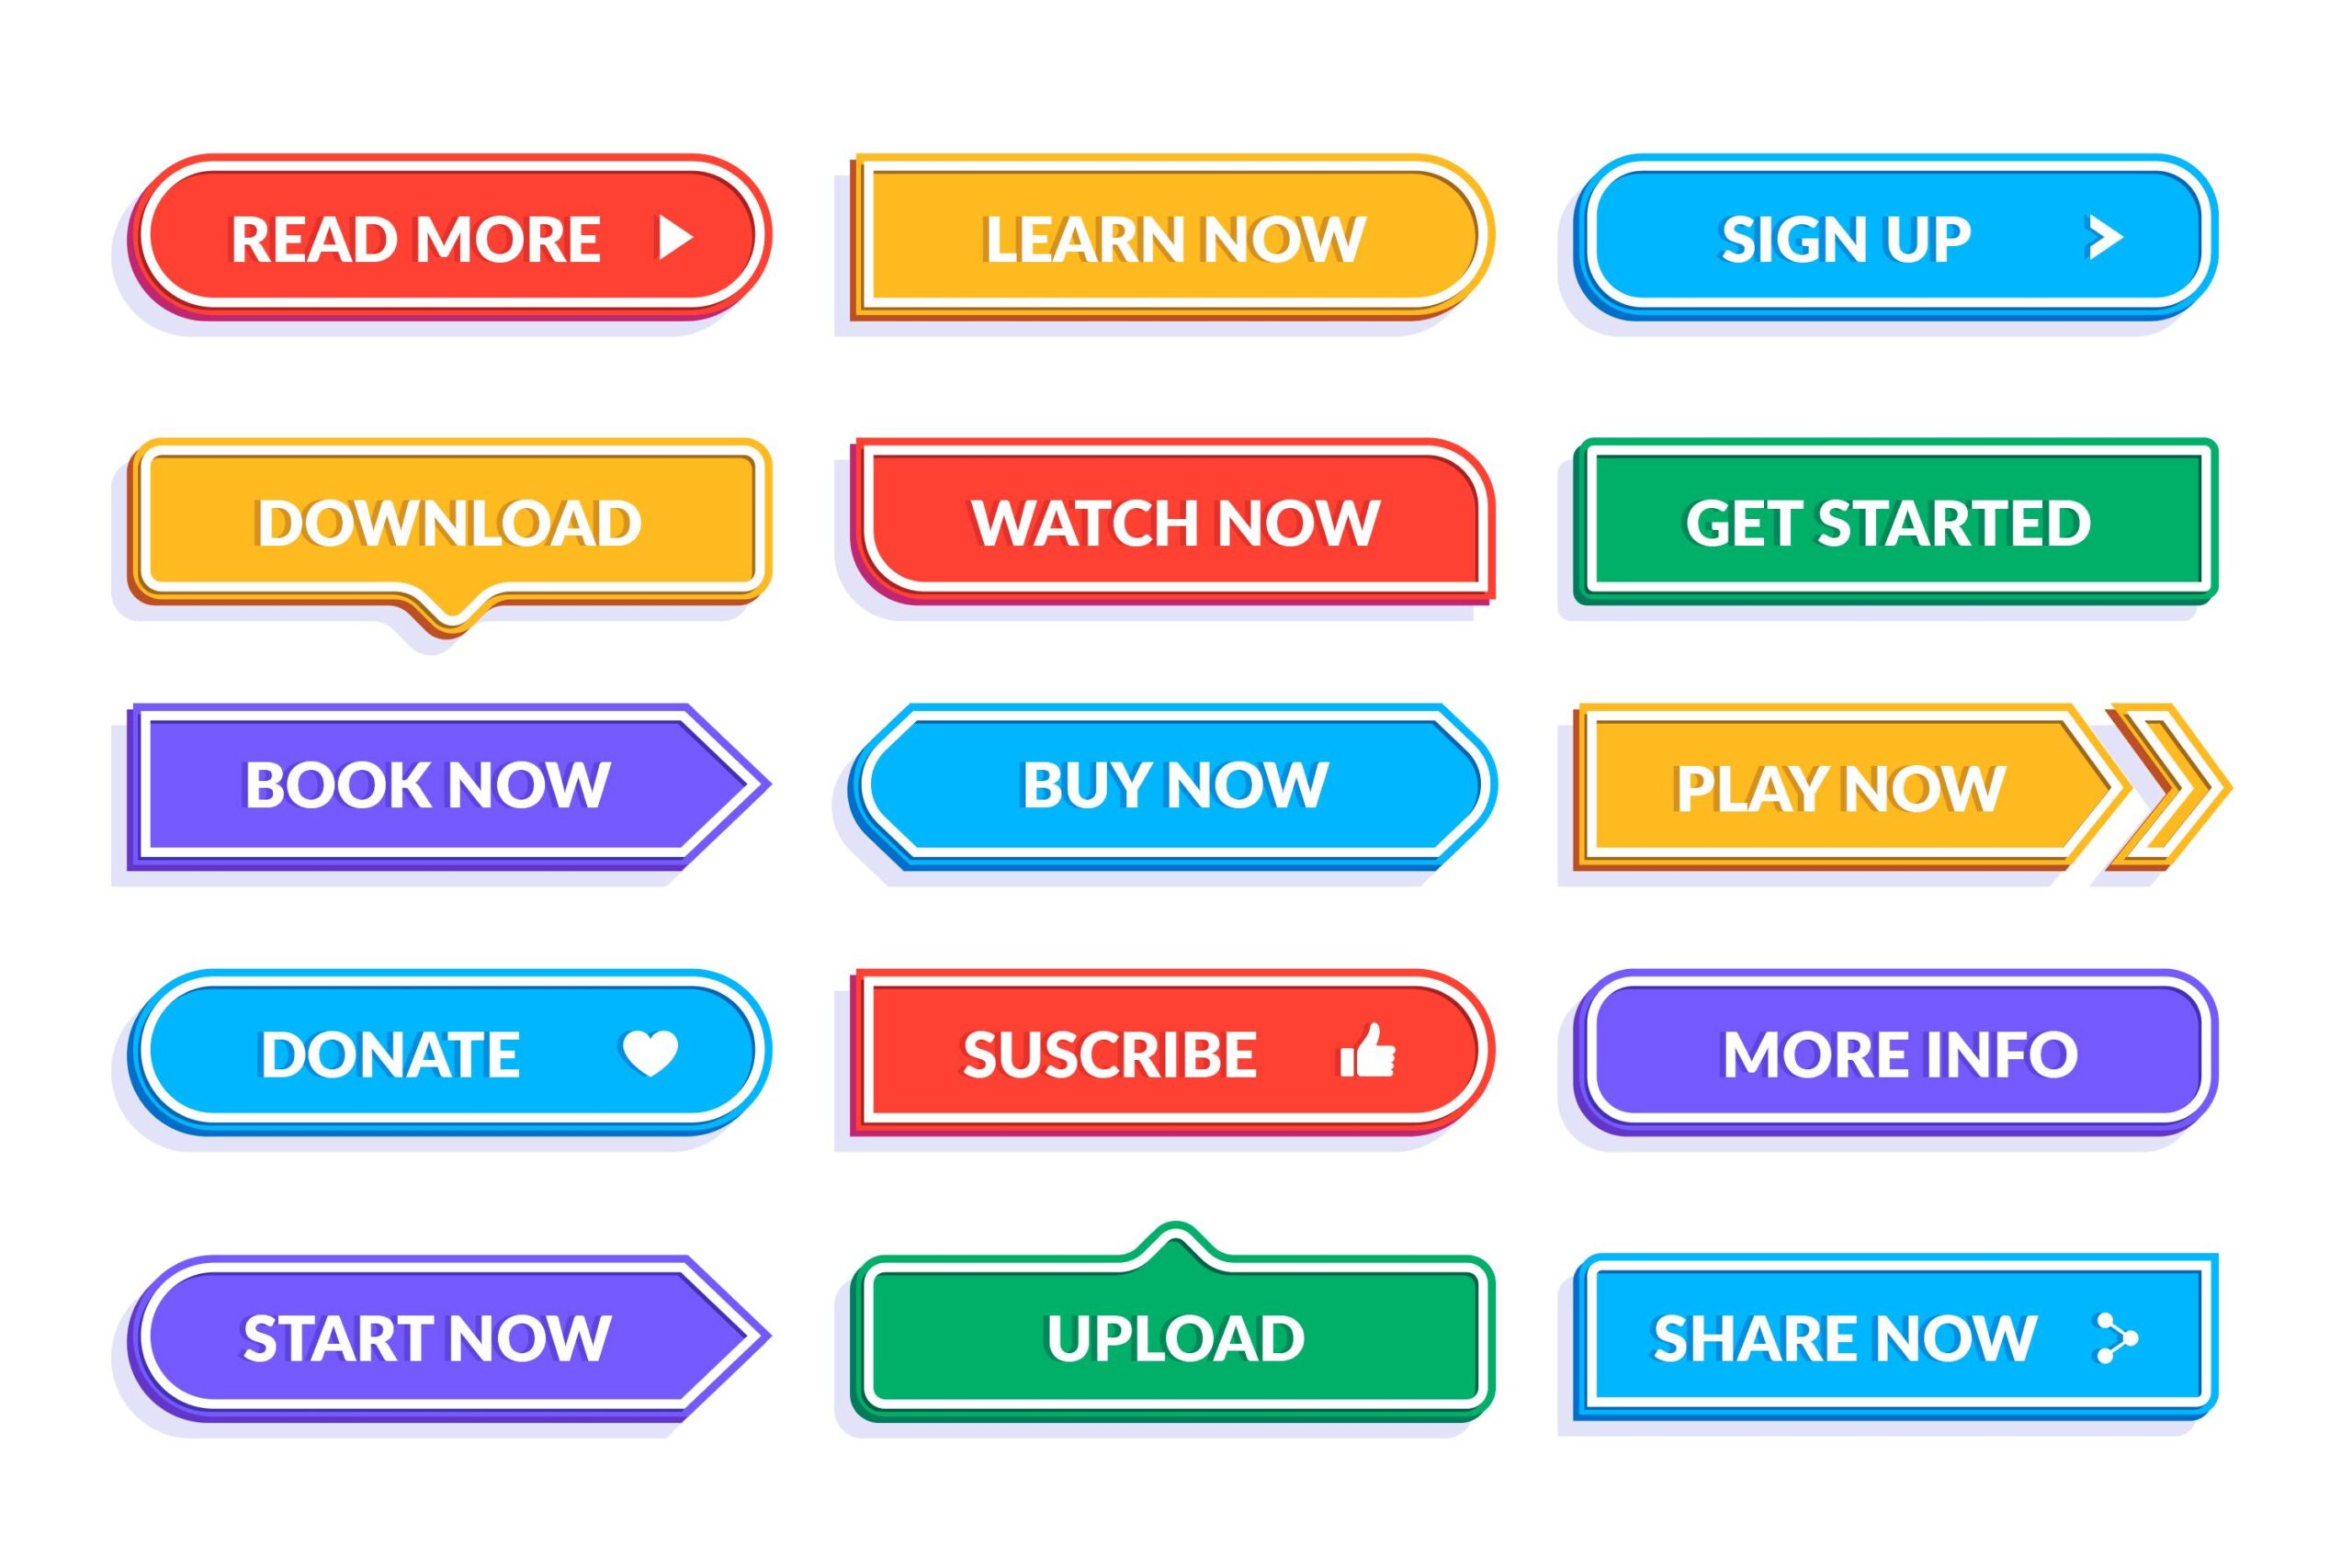 READ MORE
LEARN NOW
SIGN UP
DOWNLOAD
WATCH NOW
GET STARTED
BOOK NOW
BUY NOW
PLAY NOW
DONATE
SUSCRIBE
MORE INFO
START NOW
UPLOAD
SHARE NOW